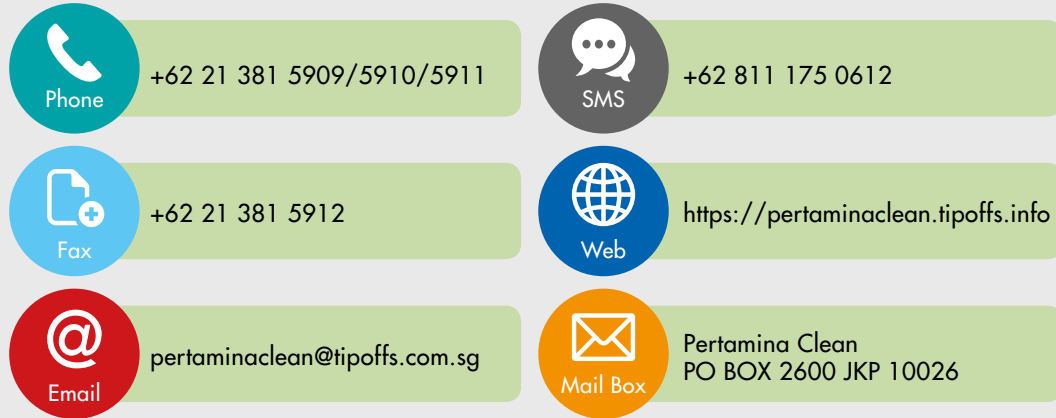 Phone
+62 21 381 5909/5910/5911
SMS
+62 811 175 0612
Fax
+62 21 381 5912
Web
https://pertaminaclean.tipoffs.info
@
Email
pertaminaclean@tipoffs.com.sg
Mail Box
Pertamina Clean
PO BOX 2600 JKP 10026